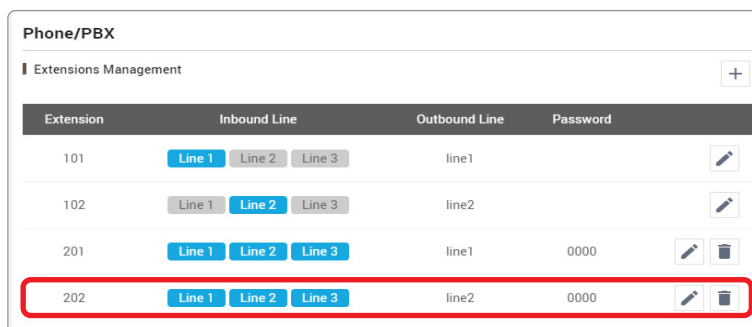 Phone/PBX
Extensions Management
+
Extension Inbound Line Outbound Line Password
101 Line 1 Line 2 Line 3 line1
102 Line 1 Line 2 Line 3 line2
201 Line 1 Line 2 Line 3 line1 0000
202 Line 1 Line 2 Line 3 line2 0000